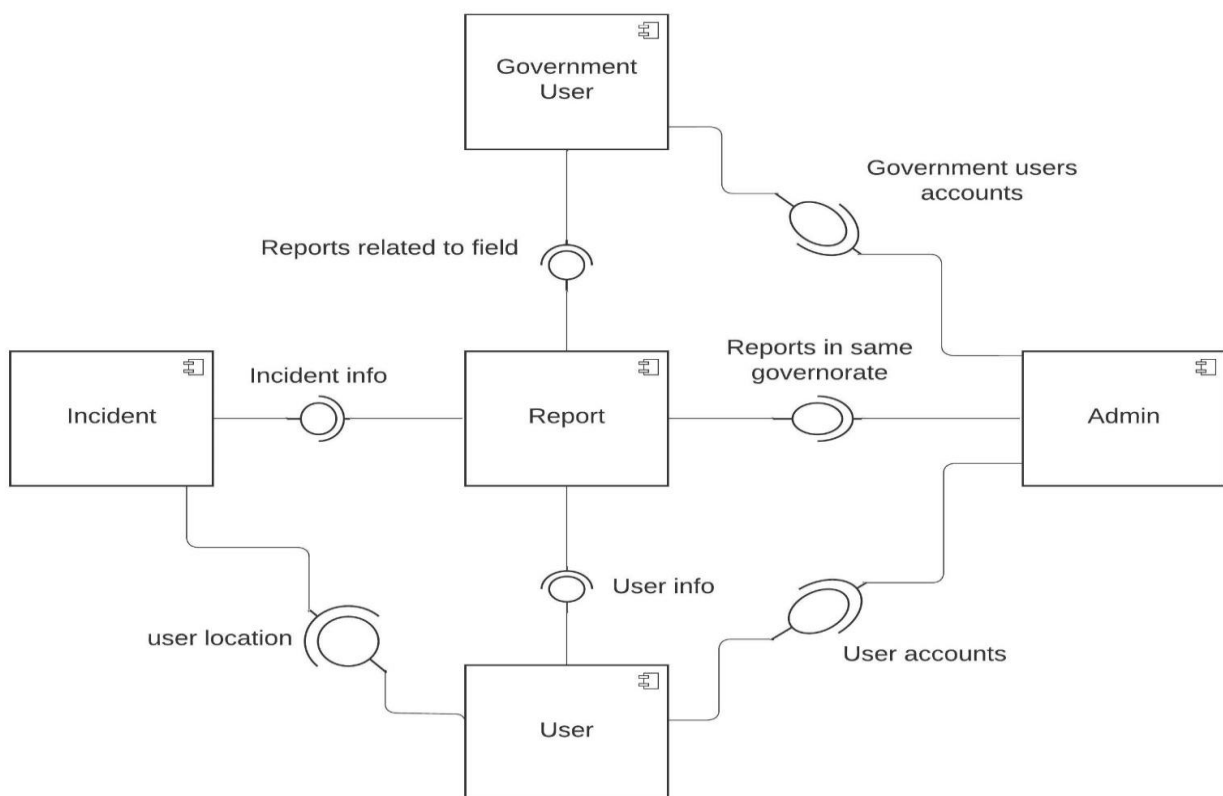 Government
User
Government users
accounts
Reports related to field
Reports in same
governorate
Incident info
Incident
Report
Admin
User info
user location
User accounts
User